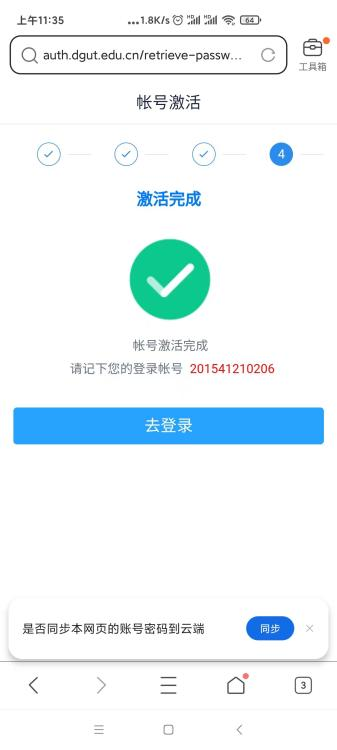 上午11:35
...1.8K/s
64
auth.dgut.edu.cn/retrieve-passw...
工具箱
帐号激活
4
激活完成
帐号激活完成
请记下您的登录帐号 201541210206
去登录
是否同步本网页的账号密码到云端
同步
3